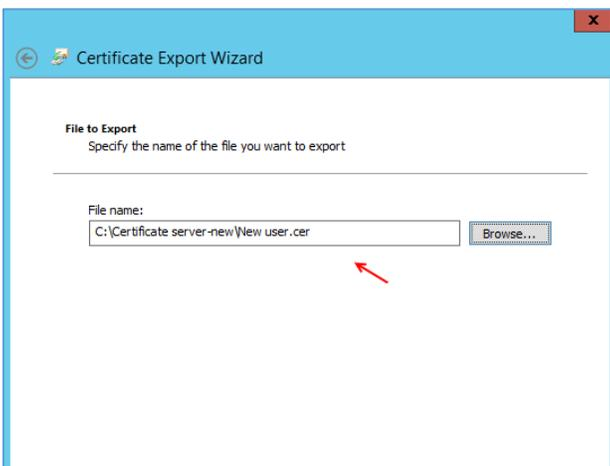 Certificate Export Wizard
File to Export
Specify the name of the file you want to export
File name:
C:\Certificate server-new\New user.cer
Browse...